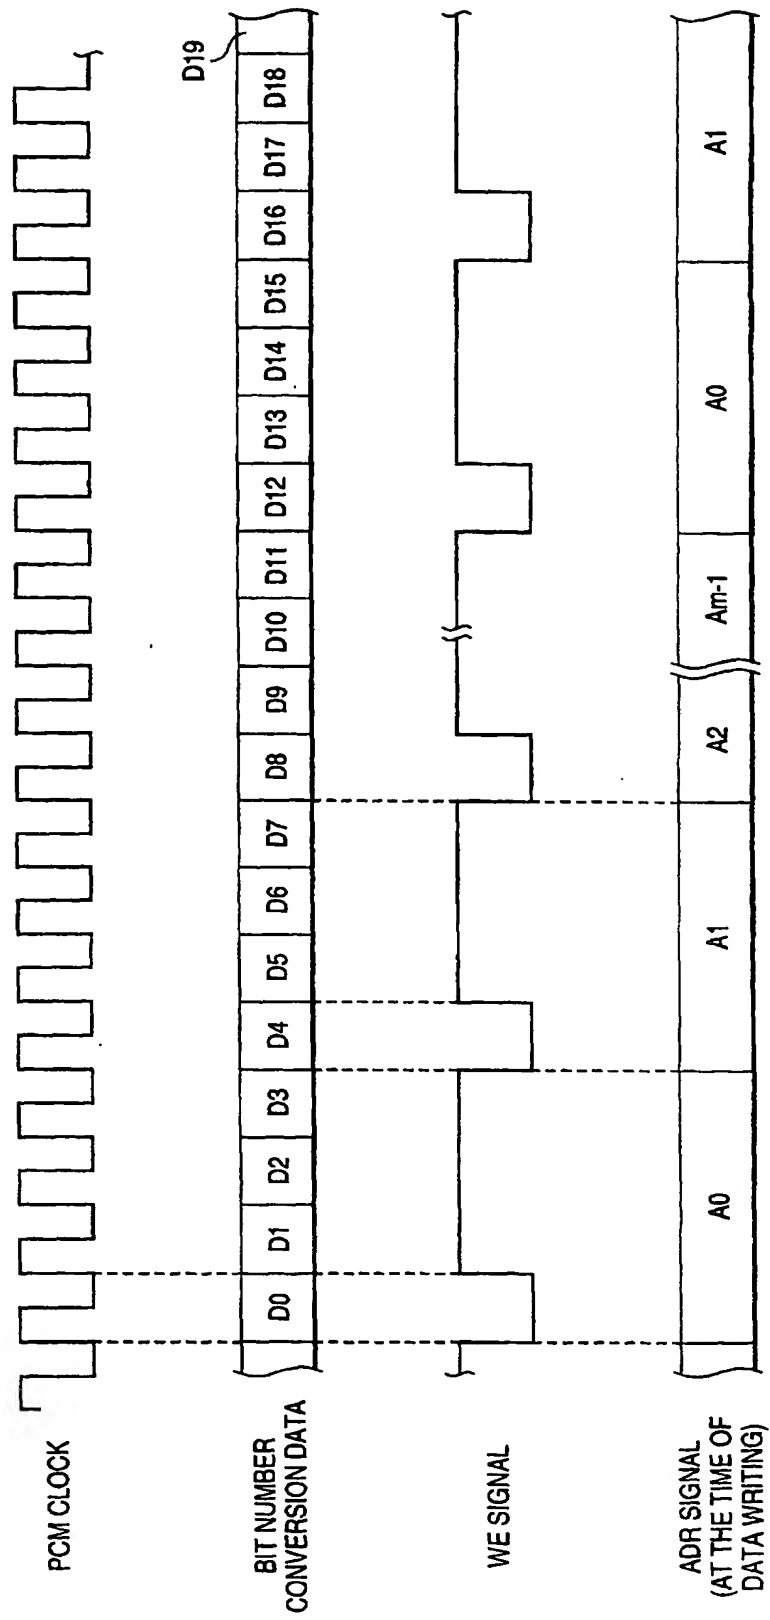 PCM CLOCK
BIT NUMBER
CONVERSION DATA
D0 D1 D2 D3 D4 D5 D6 D7 D8 D9 D10 D11 D12 D13 D14 D15 D16 D17 D18
D19
WE SIGNAL
ADR SIGNAL
(AT THE TIME OF
DATA WRITING)
A0 A1 A2 Am-1 A0 A1